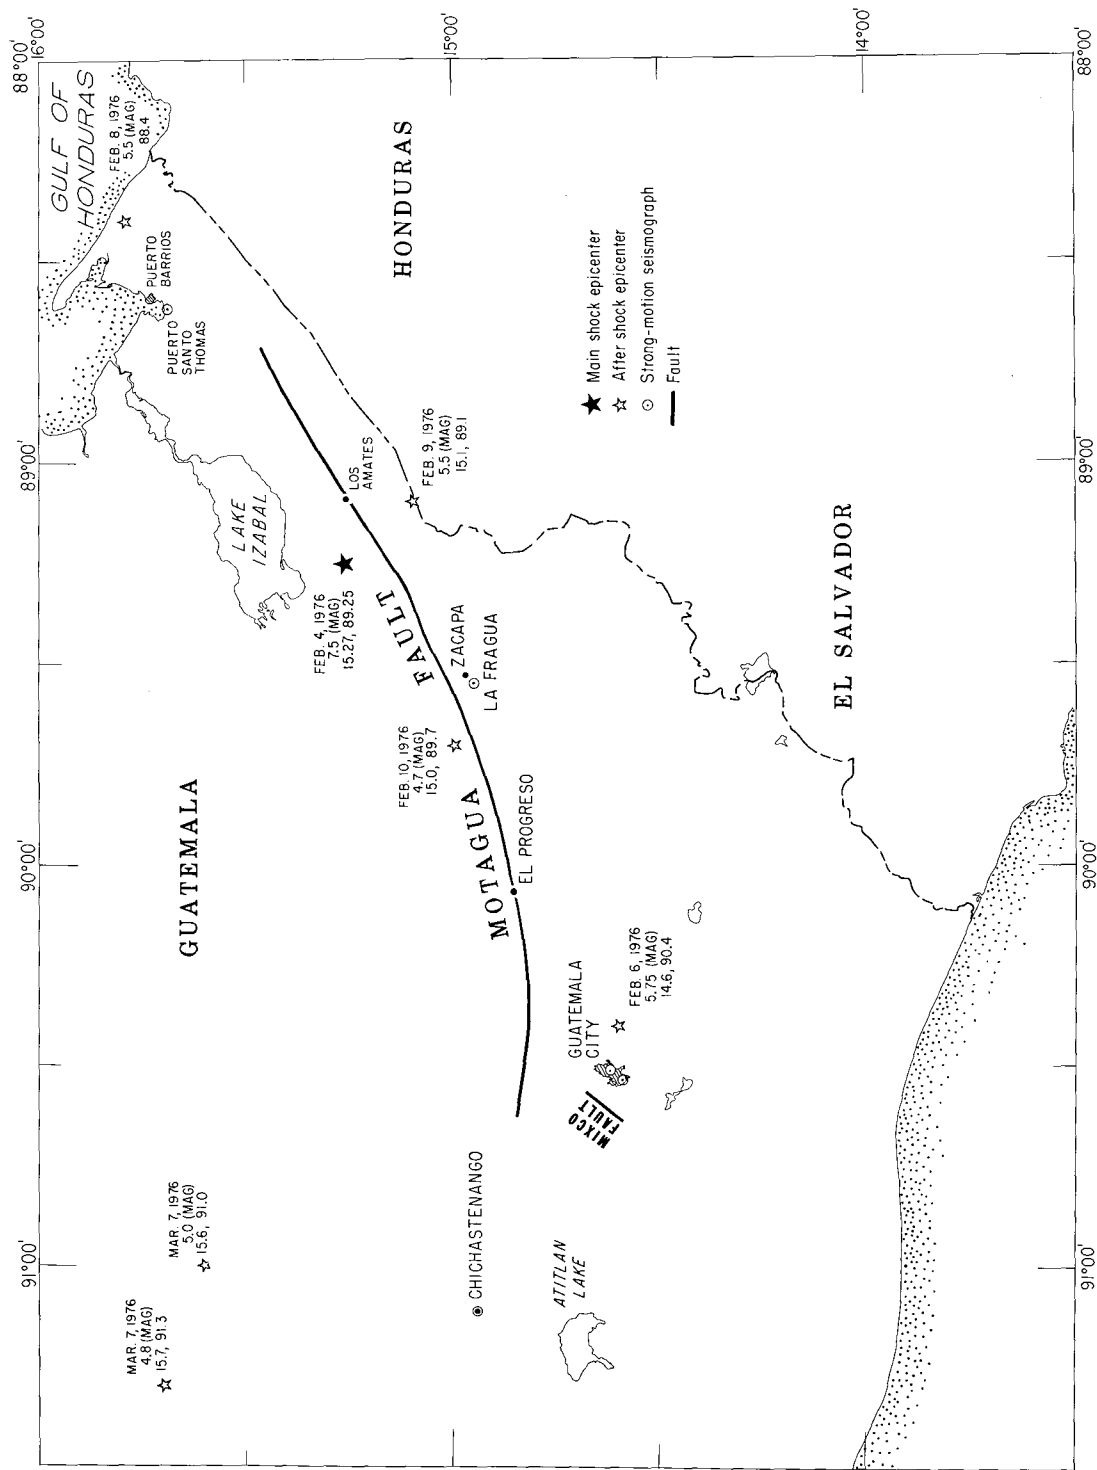 91°00'
90°00'
89°00'
88°00'
16°00'
15°00'
14°00'
88°00'
89°00'
90°00'
91°00'
GULF OF
HONDURAS
FEB. 8, 1976
5.5 (MAG)
88.4
PUERTO
BARRIOS
PUERTO
SANTO
THOMAS
LAKE
IZABAL
MAR. 7, 1976
4.8 (MAG)
15.7, 91.3
MAR. 7, 1976
5.0 (MAG)
15.6, 91.0
GUATEMALA
FEB. 4, 1976
7.5 (MAG)
15.27, 89.25
LOS
AMATES
HONDURAS
FEB. 10, 1976
4.7 (MAG)
15.0, 89.7
FEB. 9, 1976
5.5 (MAG)
15.1, 89.1
MOTAGUA FAULT
ZACAPA
LA FRAGUA
EL PROGRESO
CHICHASTENANGO
ATITLAN
LAKE
MIXCO
FAULT
GUATEMALA
CITY
FEB. 6, 1976
5.75 (MAG)
14.6, 90.4
Main shock epicenter
After shock epicenter
Strong-motion seismograph
Fault
EL SALVADOR